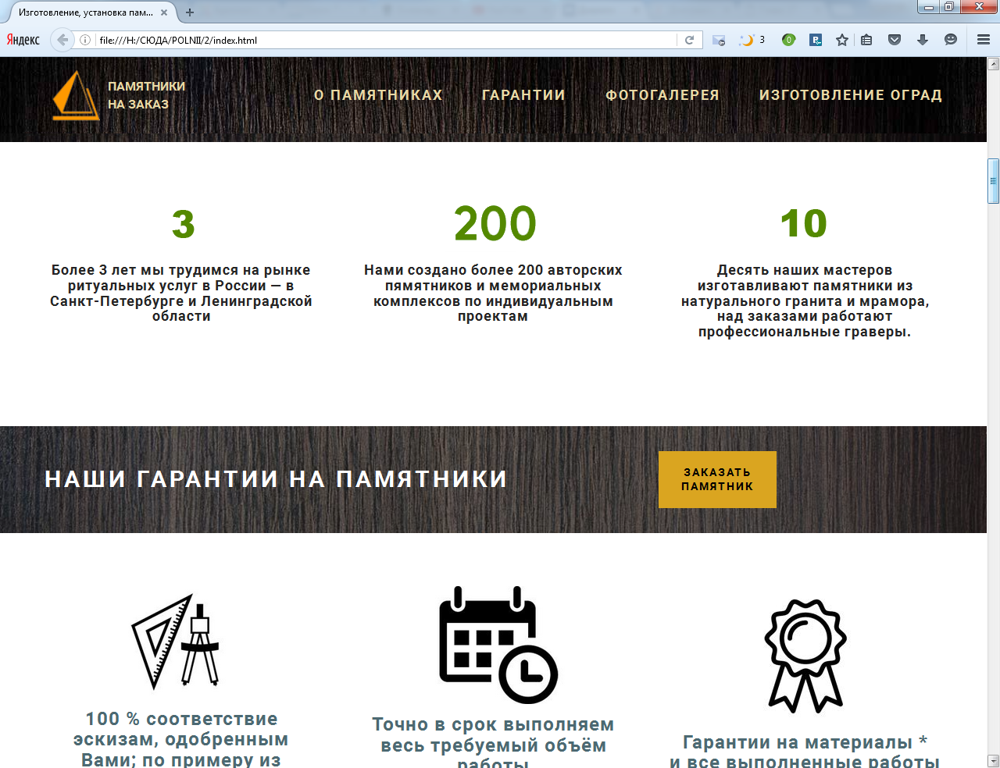 Изготовление, установка пам...
Яндекс
file:///H:/СЮДА/POLNII/2/index.html
3
0
ПАМЯТНИКИ
НА ЗАКАЗ
О ПАМЯТНИКАХ
ГАРАНТИИ
ФОТОГАЛЕРЕЯ
ИЗГОТОВЛЕНИЕ ОГРАД
3
Более 3 лет мы трудимся на рынке
ритуальных услуг в России — в
Санкт-Петербурге и Ленинградской
области
200
Нами создано более 200 авторских
пямятников и мемориальных
комплексов по индивидуальным
проектам
10
Десять наших мастеров
изготавливают памятники из
натурального гранита и мрамора,
над заказами работают
профессиональные граверы.
НАШИ ГАРАНТИИ НА ПАМЯТНИКИ
ЗАКАЗАТЬ
ПАМЯТНИК
100 % соответствие
эскизам, одобренным
Вами; по примеру из
Точно в срок выполняем
весь требуемый объём
работы
Гарантии на материалы *
и все выполненные работы